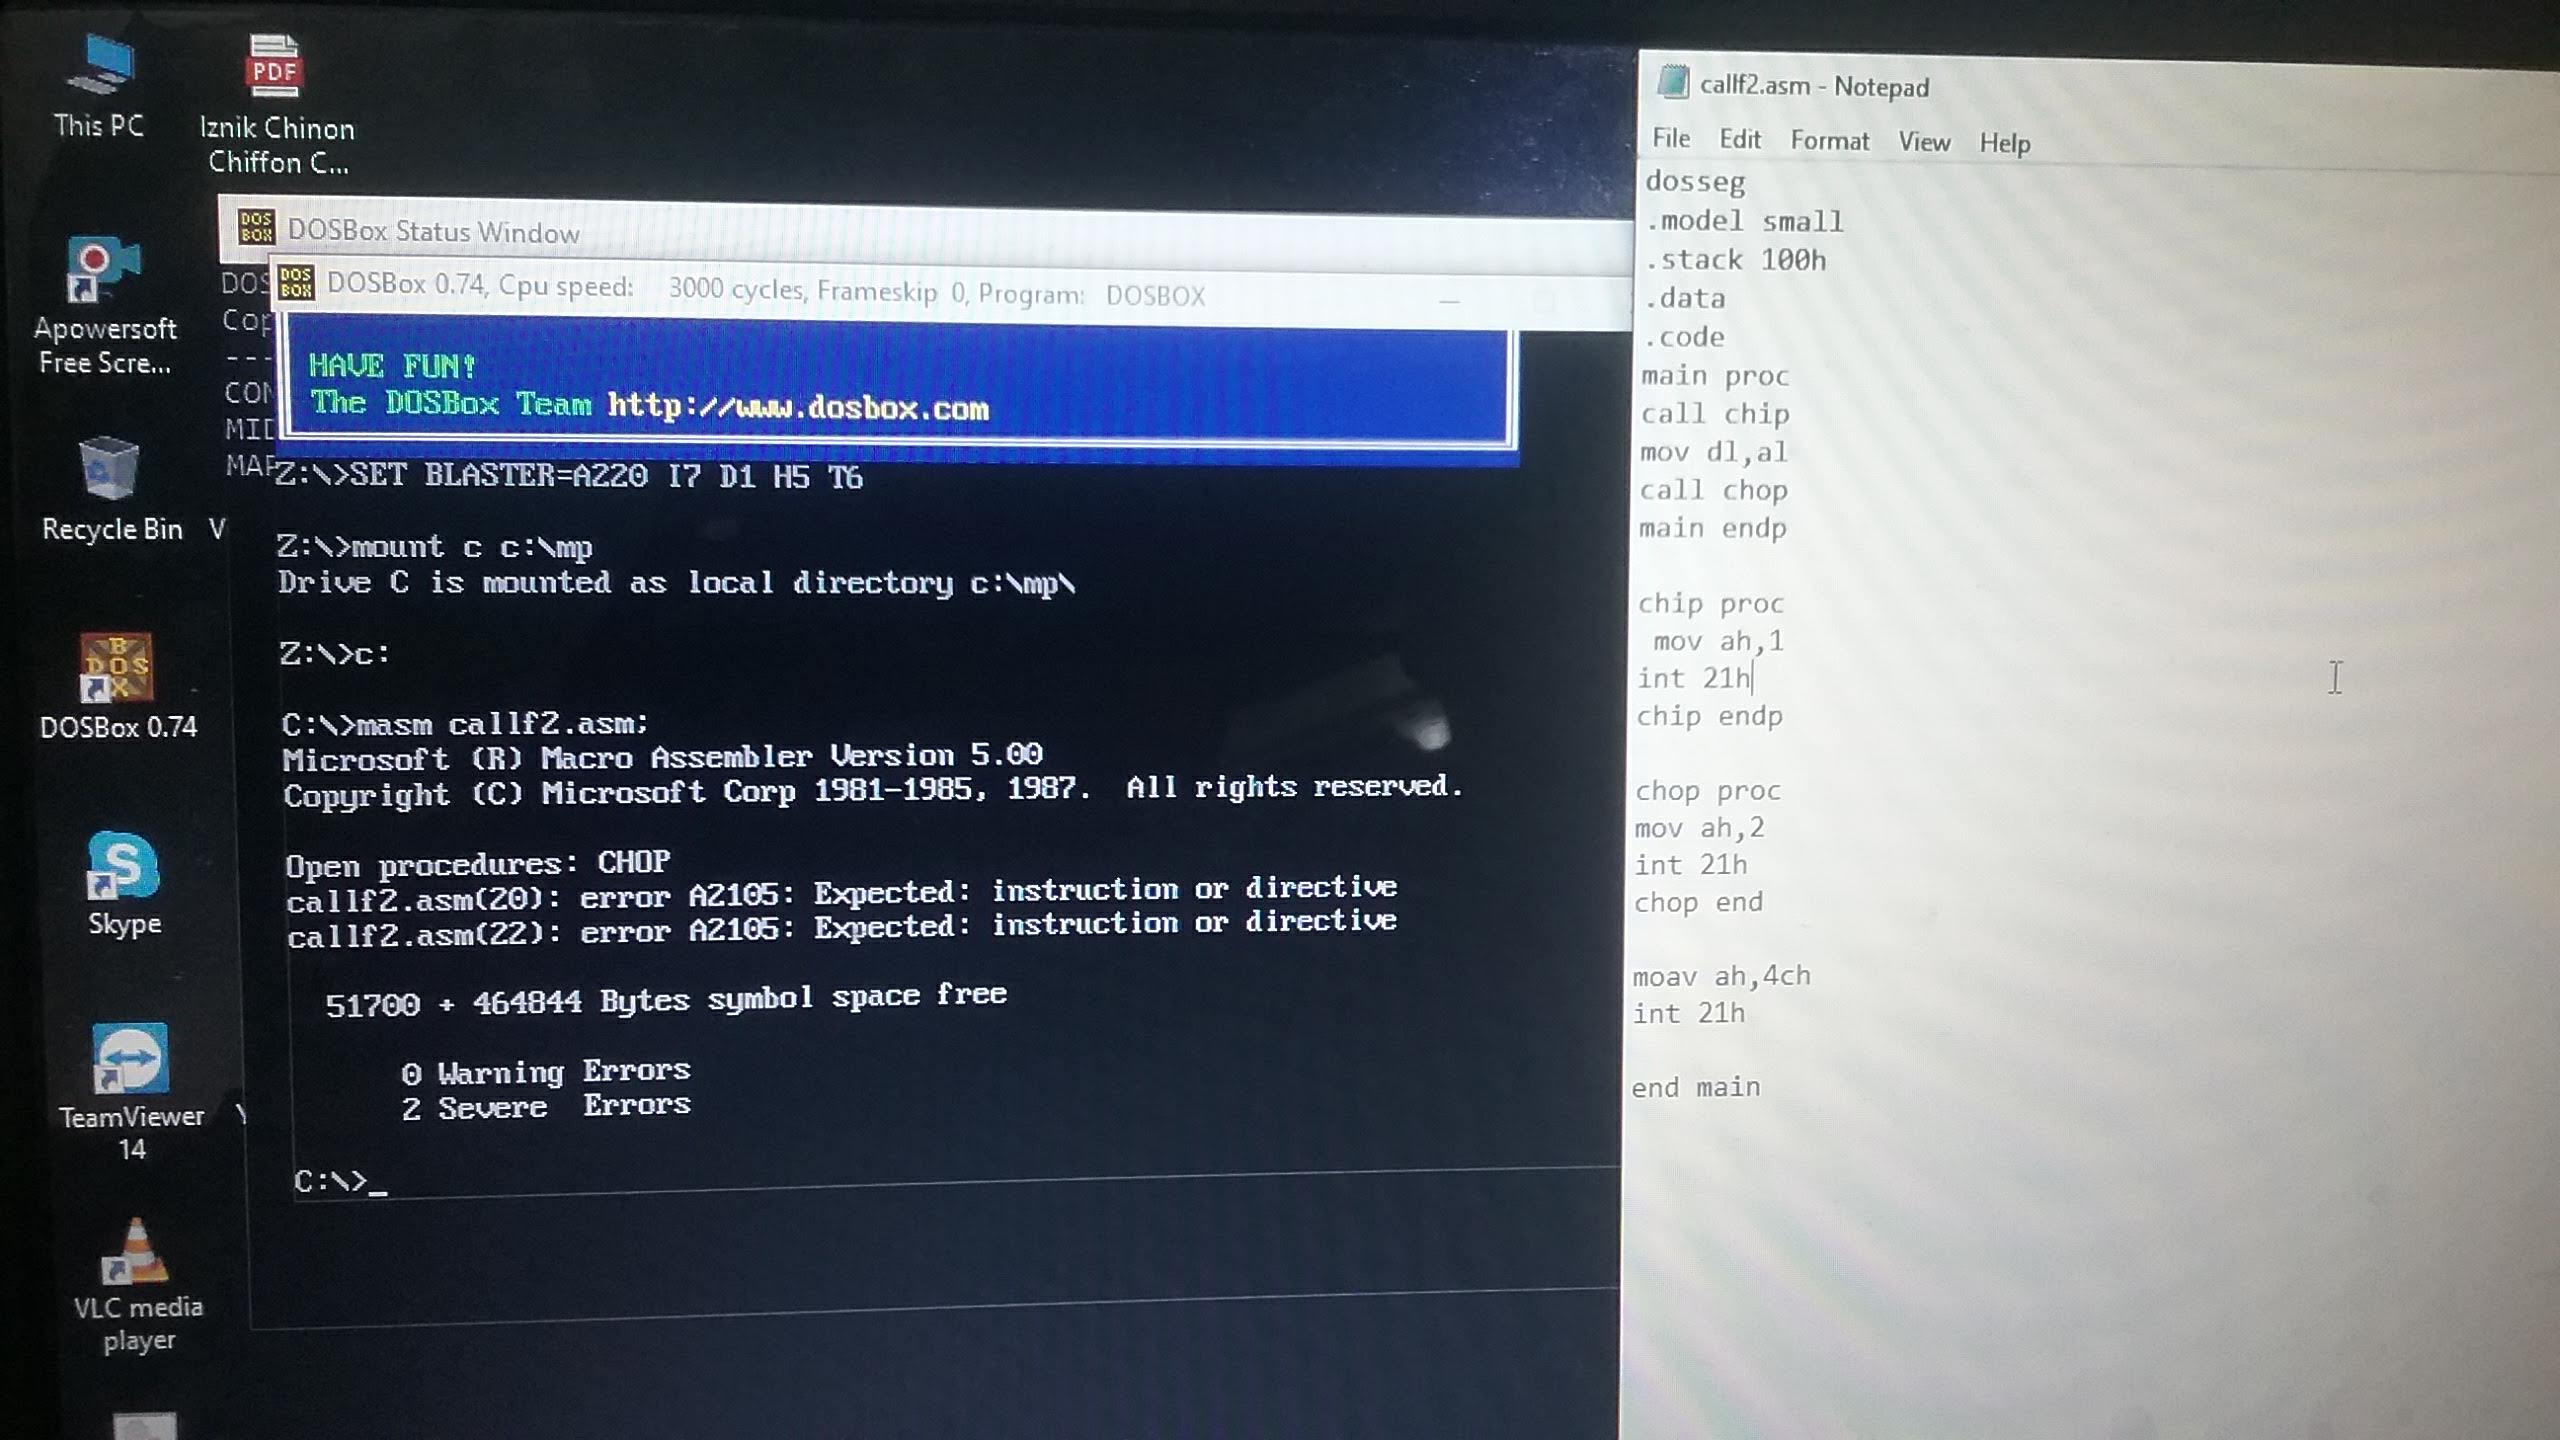 This PC
PDF
Iznik Chinon
Chiffon C...
Apowersoft
Free Scre...
Recycle Bin
V
DOSBox 0.74
Skype
TeamViewer
14
VLC media
player
DOS BOX
DOSBox Status Window
DOS
Cop
---
CON
MID
MAP
DOS BOX
DOSBox 0.74, Cpu speed: 3000 cycles, Frameskip 0, Program: DOSBOX
HAVE FUN!
The DOSBox Team http://www.dosbox.com
Z:\>SET BLASTER=A220 I7 D1 H5 T6
Z:\>mount c c:\mp
Drive C is mounted as local directory c:\mp\
Z:\>c:
C:\>masm callf2.asm;
Microsoft (R) Macro Assembler Version 5.00
Copyright (C) Microsoft Corp 1981-1985, 1987. All rights reserved.
Open procedures: CHOP
callf2.asm(20): error A2105: Expected: instruction or directive
callf2.asm(22): error A2105: Expected: instruction or directive
51700 + 464844 Bytes symbol space free
0 Warning Errors
2 Severe Errors
C:\>_
callf2.asm - Notepad
File Edit Format View Help
dosseg
.model small
.stack 100h
.data
.code
main proc
call chip
mov dl,al
call chop
main endp
chip proc
mov ah,1
int 21h
chip endp
chop proc
mov ah,2
int 21h
chop end
moav ah,4ch
int 21h
end main